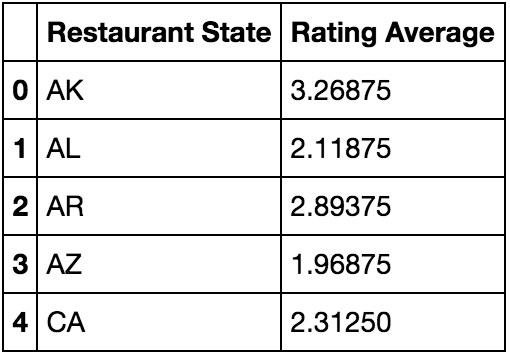 Restaurant State Rating Average
0 AK 3.26875
1 AL 2.11875
2 AR 2.89375
3 AZ 1.96875
4 CA 2.31250